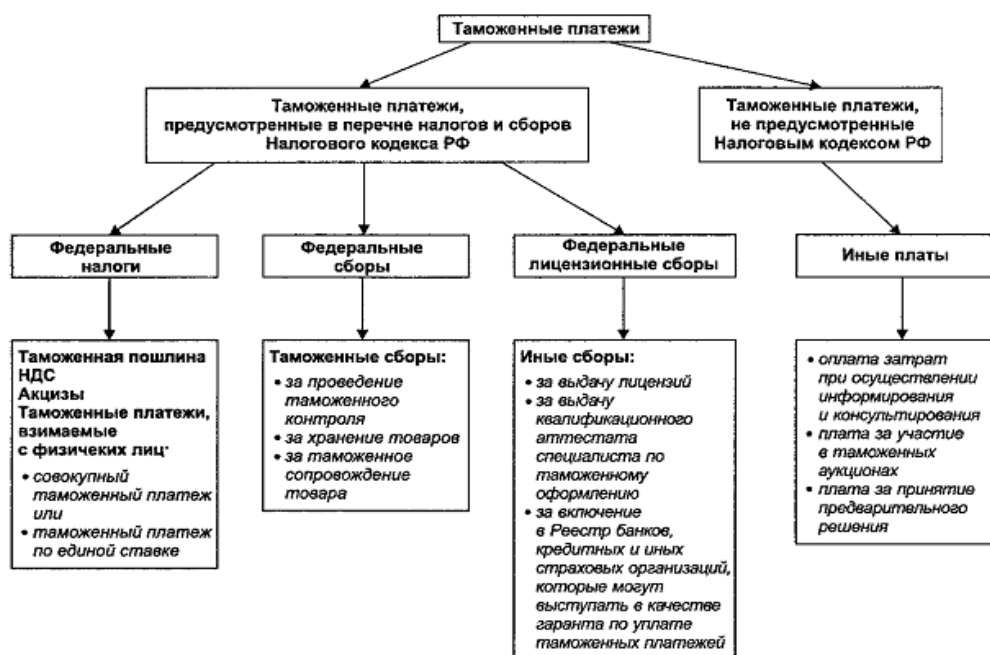 Таможенные платежи
Таможенные платежи,
предусмотренные в перечне налогов и сборов
Налогового кодекса РФ
Таможенные платежи,
не предусмотренные
Налоговым кодексом РФ
Федеральные
налоги
Федеральные
сборы
Федеральные
лицензионные сборы
Иные платы
Таможенная пошлина
НДС
Акцизы
Таможенные платежи,
взимаемые
с физичеких лиц·
• совокупный
таможенный платеж
или
• таможенный платеж
по единой ставке
Таможенные сборы:
• за проведение
таможенного
контроля
• за хранение товаров
• за таможенное
сопровождение
товара
Иные сборы:
• за выдачу лицензий
• за выдачу
квалификационного
аттестата
специалиста по
таможенному
оформлению
• за включение
в Реестр банков,
кредитных и иных
страховых организаций,
которые могут
выступать в качестве
гаранта по уплате
таможенных платежей
• оплата затрат
при осуществлении
информирования
и консультирования
• плата за участие
в таможенных
аукционах
• плата за принятие
предварительного
решения